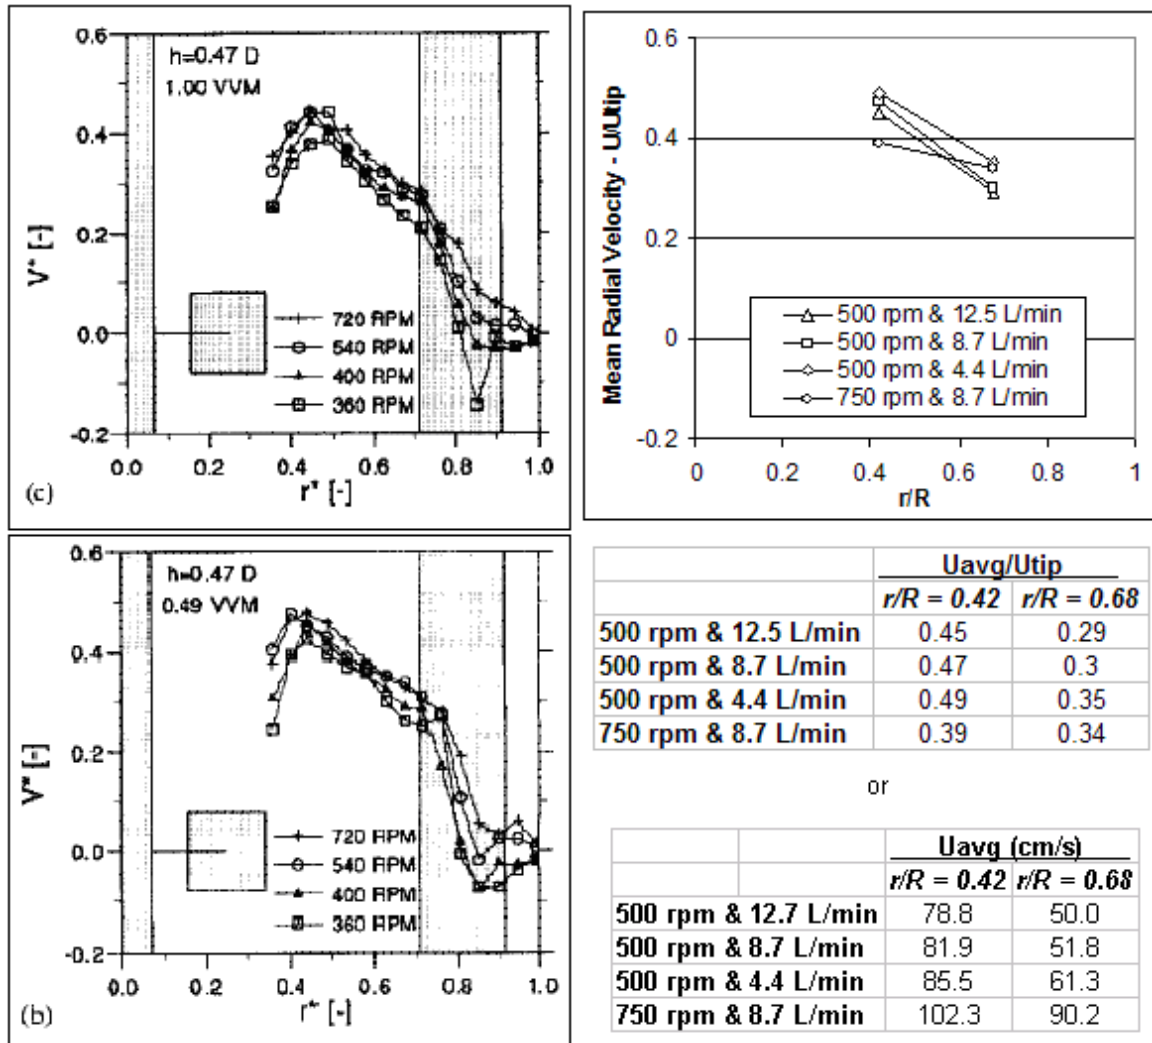 0.6
h=0.47 D
1.00 VVM
0.4
V* [-]
0.2
720 RPM
540 RPM
400 RPM
360 RPM
0.0
-0.2
0.0 0.2 0.4 0.6 0.8 1.0
(c)
r* [-]
0.6
Mean Radial Velocity - U/Utip
0.4
0.2
500 rpm & 12.5 L/min
500 rpm & 8.7 L/min
500 rpm & 4.4 L/min
750 rpm & 8.7 L/min
0
-0.2
0 0.2 0.4 0.6 0.8 1
r/R
0.6
h=0.47 D
0.49 VVM
0.4
V* [-]
0.2
720 RPM
540 RPM
400 RPM
360 RPM
0.0
-0.2
0.0 0.2 0.4 0.6 0.8 1.0
(b)
r* [-]
Uavg/Utip
r/R = 0.42 r/R = 0.68
500 rpm & 12.5 L/min 0.45 0.29
500 rpm & 8.7 L/min 0.47 0.3
500 rpm & 4.4 L/min 0.49 0.35
750 rpm & 8.7 L/min 0.39 0.34
or
Uavg (cm/s)
r/R = 0.42 r/R = 0.68
500 rpm & 12.7 L/min 78.8 50.0
500 rpm & 8.7 L/min 81.9 51.8
500 rpm & 4.4 L/min 85.5 61.3
750 rpm & 8.7 L/min 102.3 90.2